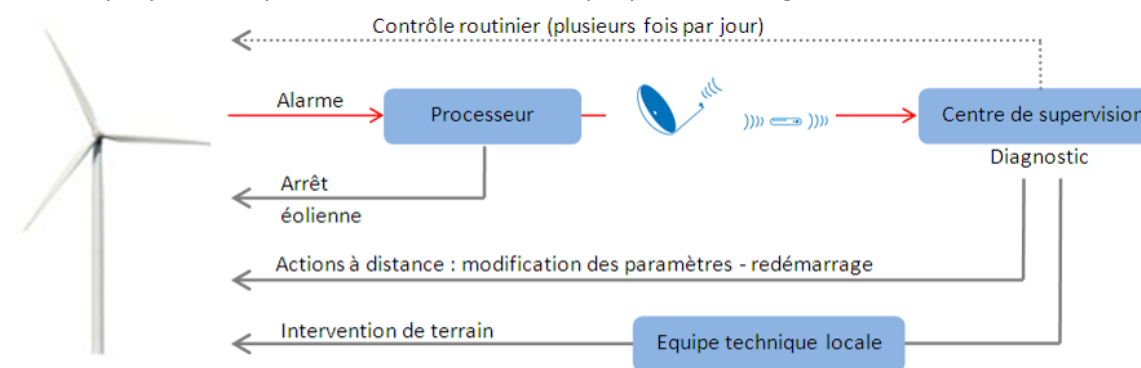 Contrôle routinier (plusieurs fois par jour)
Alarme
Processeur
Centre de supervision
Diagnostic
Arrêt
éolienne
Actions à distance : modification des paramètres - redémarrage
Intervention de terrain
Equipe technique locale